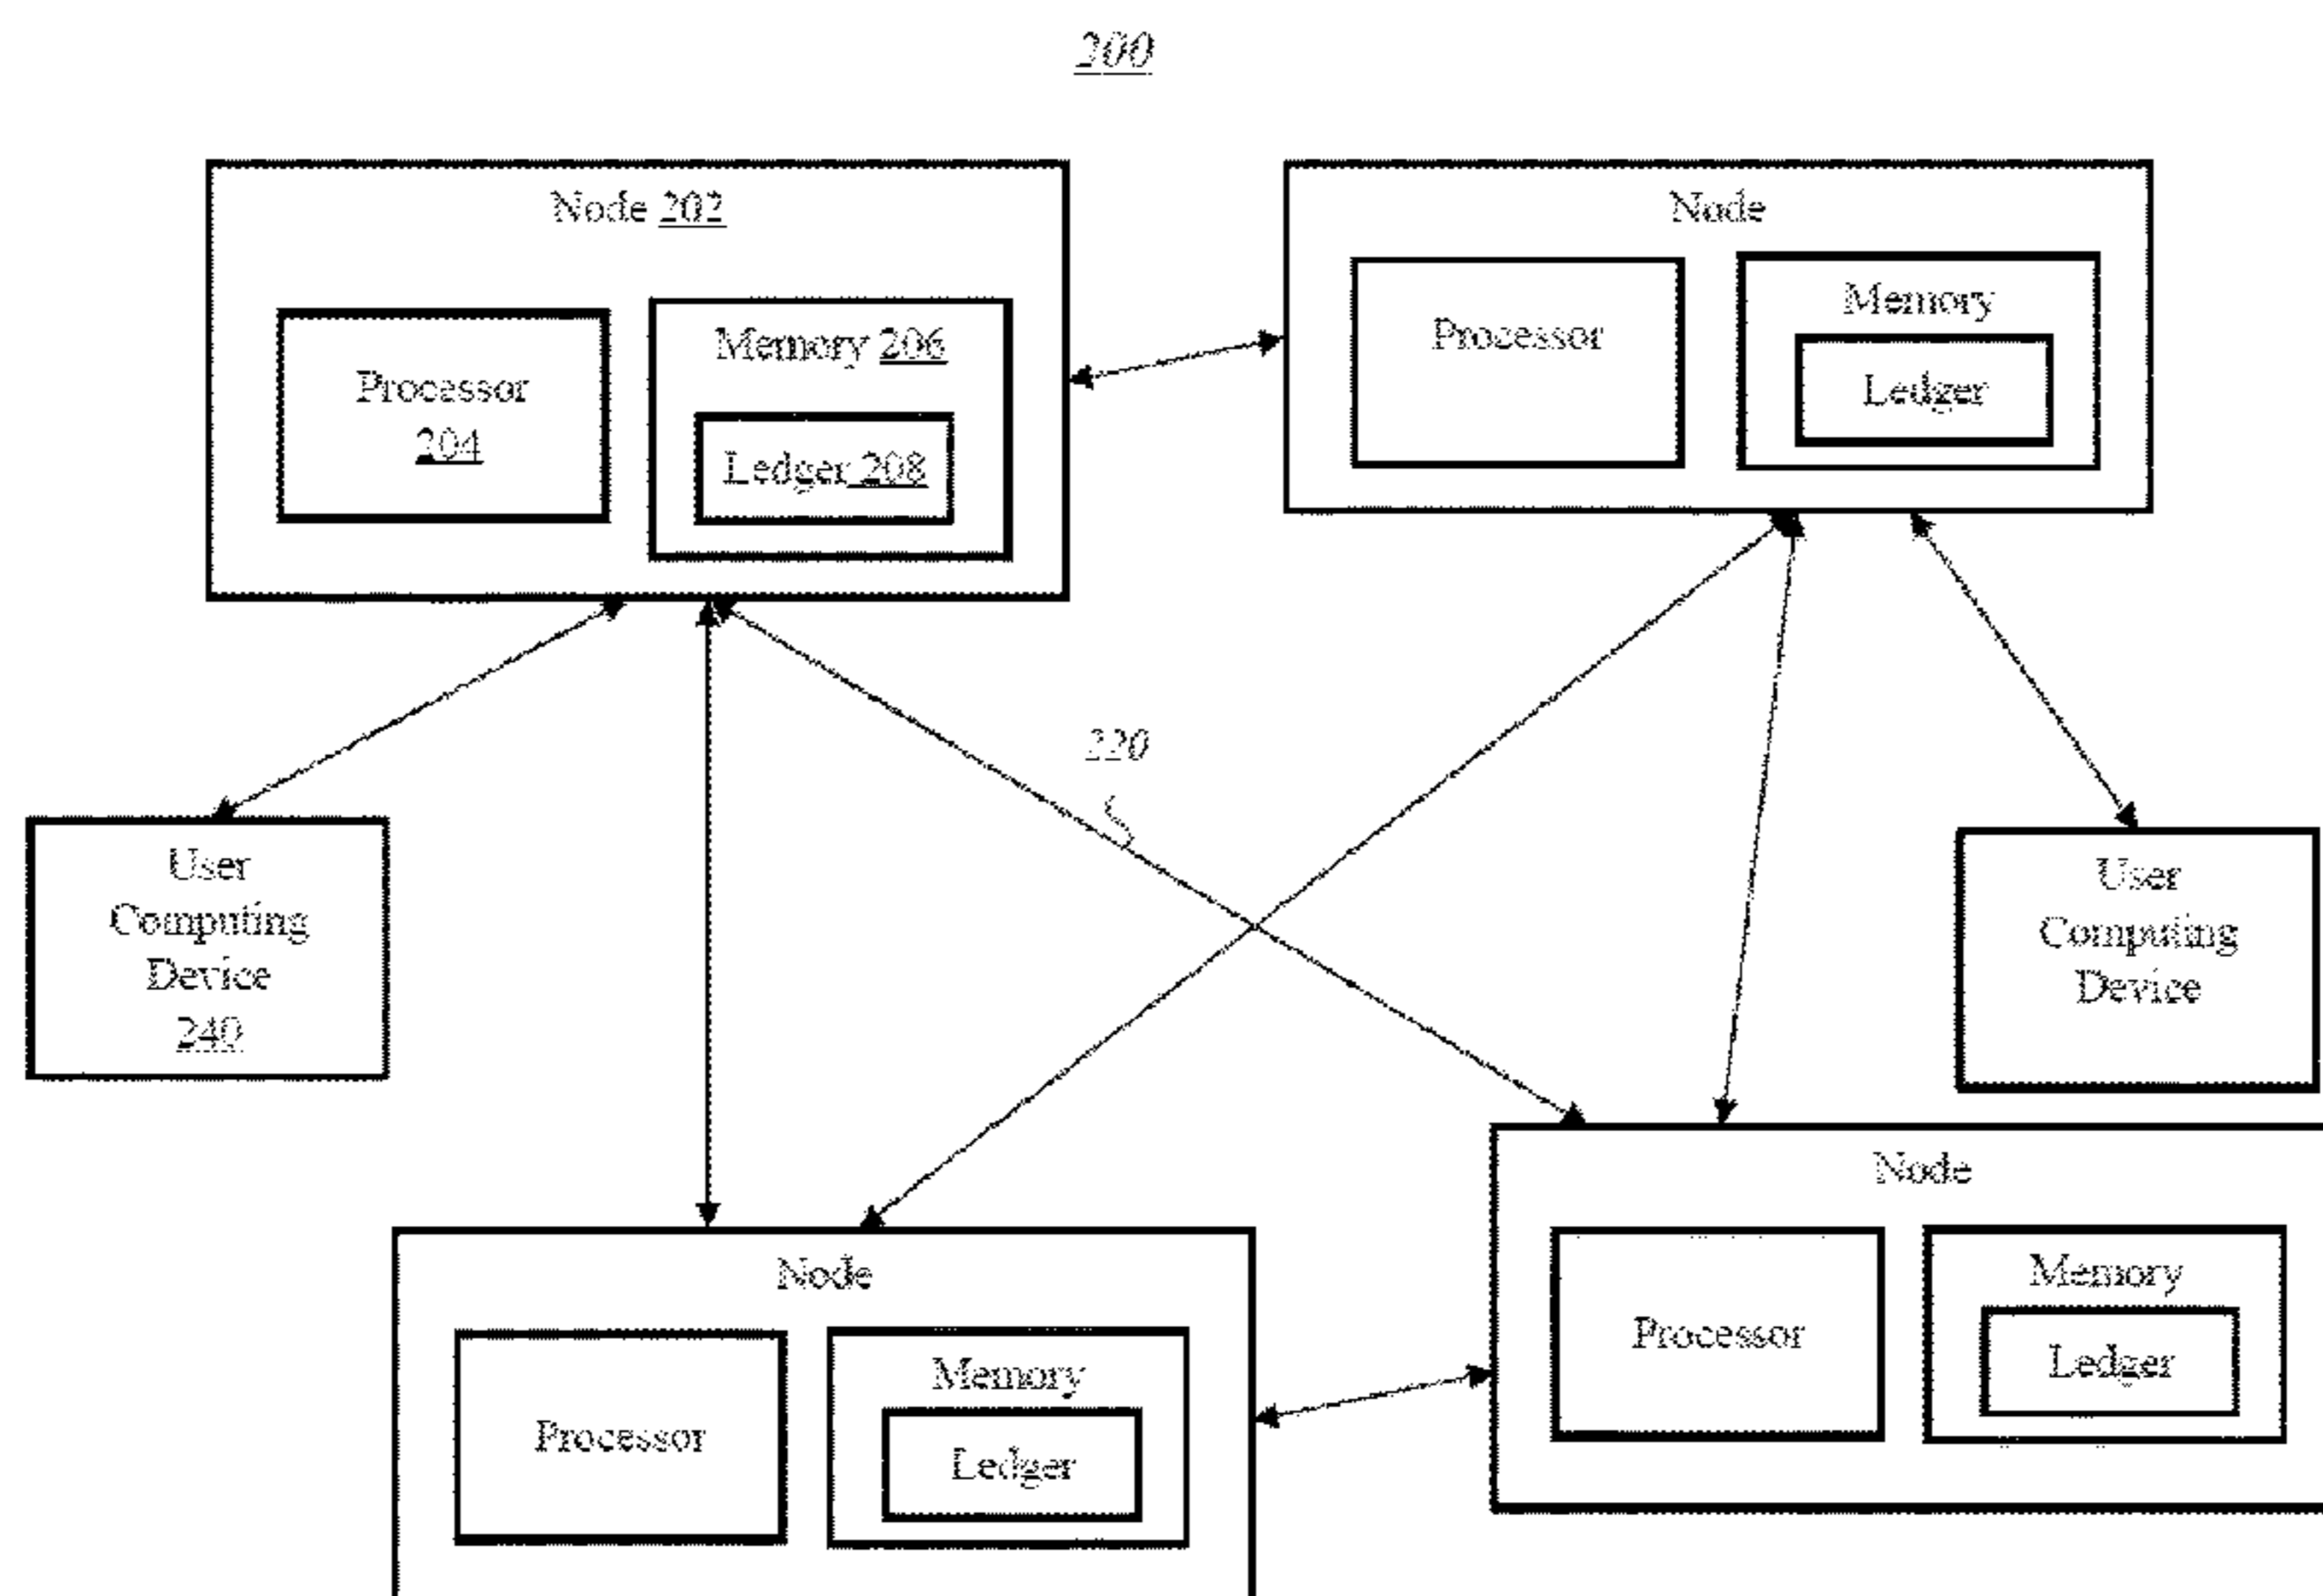 200
Node 202
Processor
204
Memory 206
Ledger 208
Node
Processor
Memory
Ledger
220
User
Computing
Device
240
User
Computing
Device
Node
Processor
Memory
Ledger
Node
Processor
Memory
Ledger